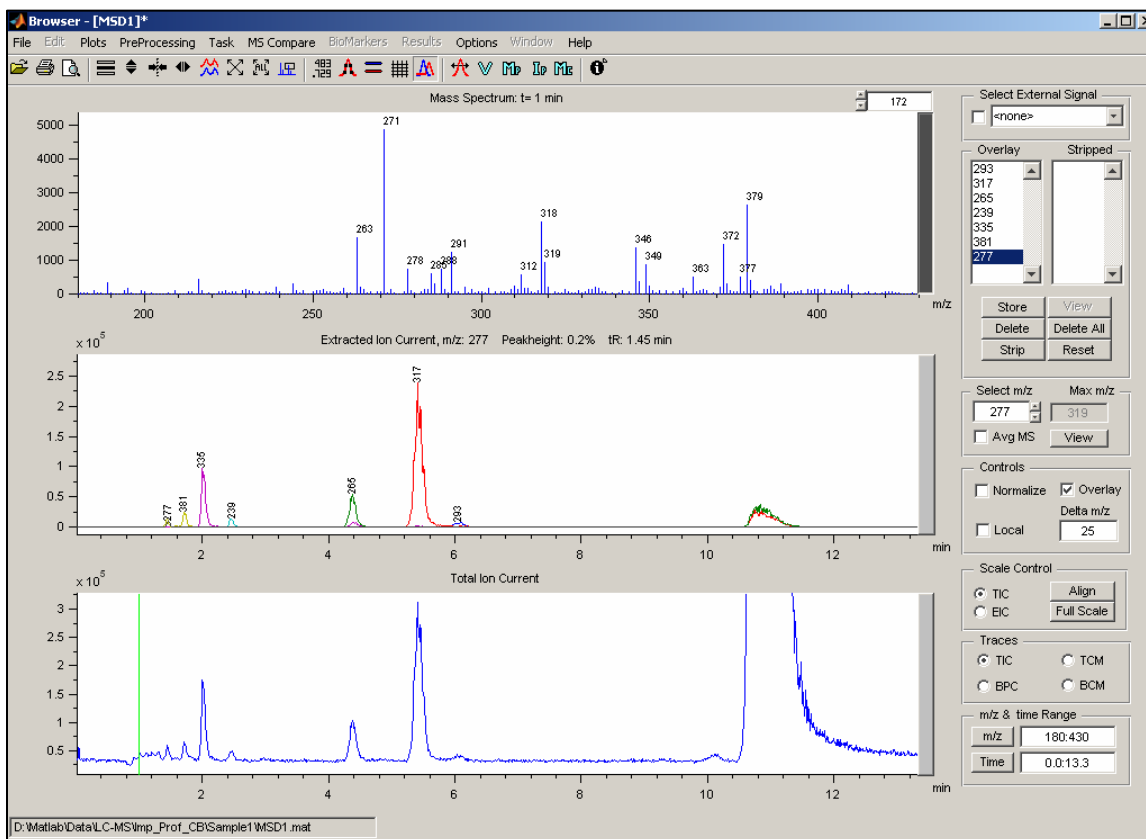 Browser - [MSD1]*
File Edit Plots PreProcessing Task MS Compare BioMarkers Results Options Window Help
Mass Spectrum: t= 1 min
172
5000
4000
3000
2000
1000
0
271
263
278
285
288
291
312
318
319
346
349
363
372
377
379
200 250 300 350 400
m/z
Extracted Ion Current, m/z: 277 Peakheight: 0.2% tR: 1.45 min
x 10^5
2.5
2
1.5
1
0.5
0
277
381
335
239
265
317
293
2 4 6 8 10 12
min
Total Ion Current
x 10^5
3
2.5
2
1.5
1
0.5
2 4 6 8 10 12
min
Select External Signal
<none>
Overlay Stripped
293
317
265
239
335
381
277
Store View
Delete Delete All
Strip Reset
Select m/z Max m/z
277 319
Avg MS View
Controls
Normalize Overlay
Delta m/z
Local 25
Scale Control
TIC Align
EIC Full Scale
Traces
TIC TCM
BPC BCM
m/z & time Range
m/z 180:430
Time 0.0:13.3
D:\Matlab\Data\LC-MS\Imp_Prof_CB\Sample1\MSD1.mat